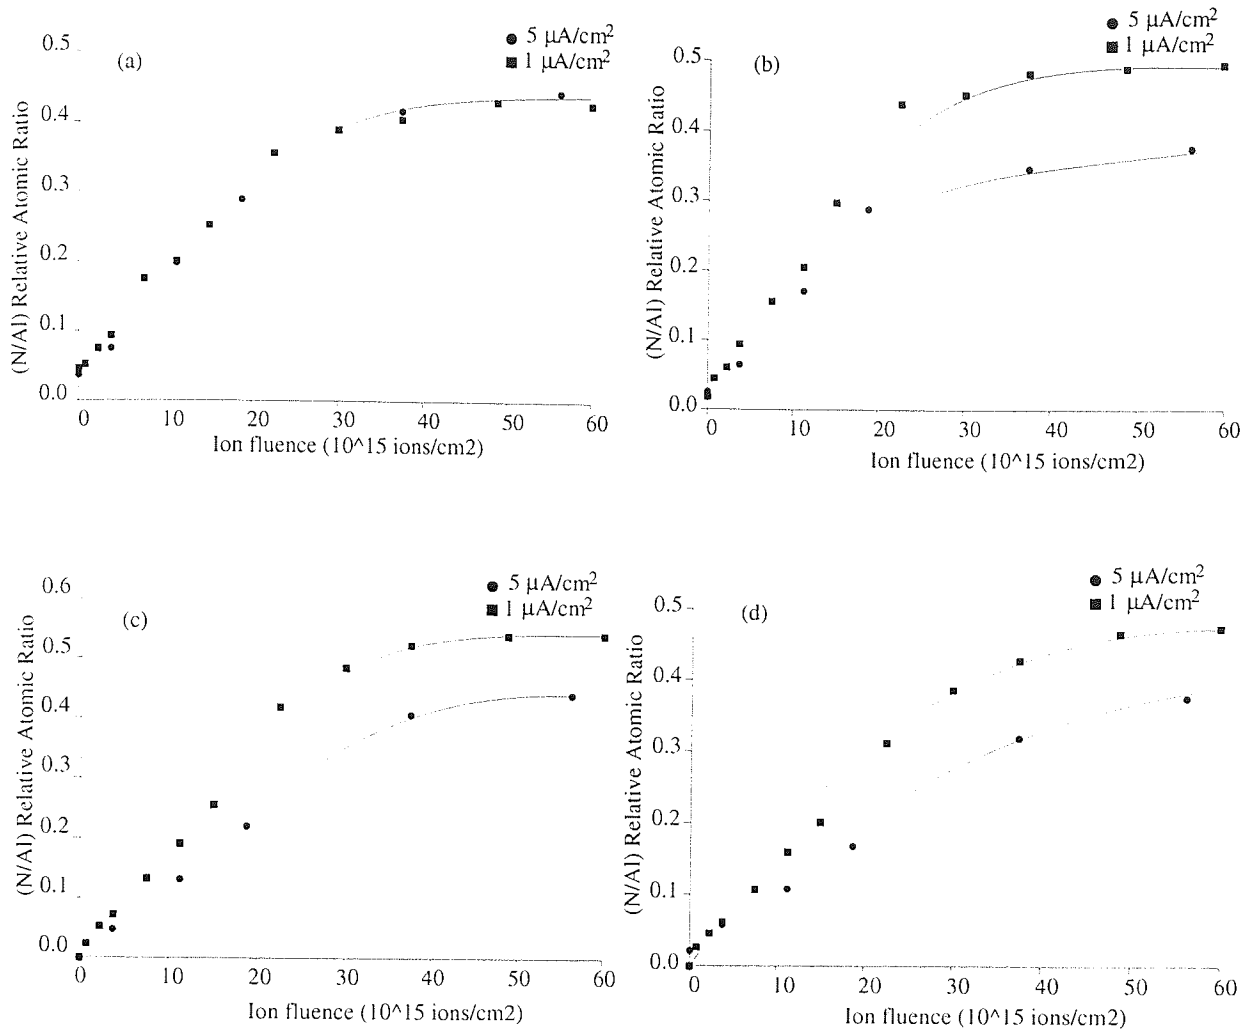 (a)
● 5 μA/cm2
■ 1 μA/cm2
(N/Al) Relative Atomic Ratio
0.5
0.4
0.3
0.2
0.1
0.0
0 10 20 30 40 50 60
Ion fluence (10^15 ions/cm2)
(b)
● 5 μA/cm2
■ 1 μA/cm2
(N/Al) Relative Atomic Ratio
0.5
0.4
0.3
0.2
0.1
0.0
0 10 20 30 40 50 60
Ion fluence (10^15 ions/cm2)
(c)
● 5 μA/cm2
■ 1 μA/cm2
(N/Al) Relative Atomic Ratio
0.6
0.5
0.4
0.3
0.2
0.1
0.0
0 10 20 30 40 50 60
Ion fluence (10^15 ions/cm2)
(d)
● 5 μA/cm2
■ 1 μA/cm2
(N/Al) Relative Atomic Ratio
0.5
0.4
0.3
0.2
0.1
0.0
0 10 20 30 40 50 60
Ion fluence (10^15 ions/cm2)